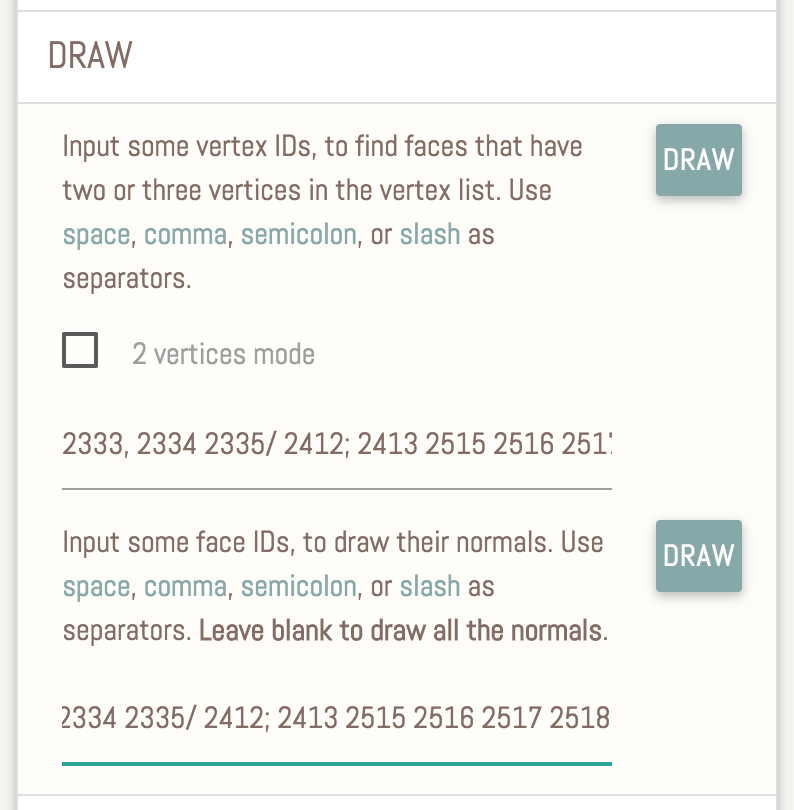 DRAW
Input some vertex IDs, to find faces that have
two or three vertices in the vertex list. Use
space, comma, semicolon, or slash as
separators.
DRAW
2 vertices mode
2333, 2334 2335/ 2412; 2413 2515 2516
Input some face IDs, to draw their normals. Use
space, comma, semicolon, or slash as
separators. Leave blank to draw all the normals.
DRAW
2334 2335/ 2412; 2413 2515 2516 2517 2518